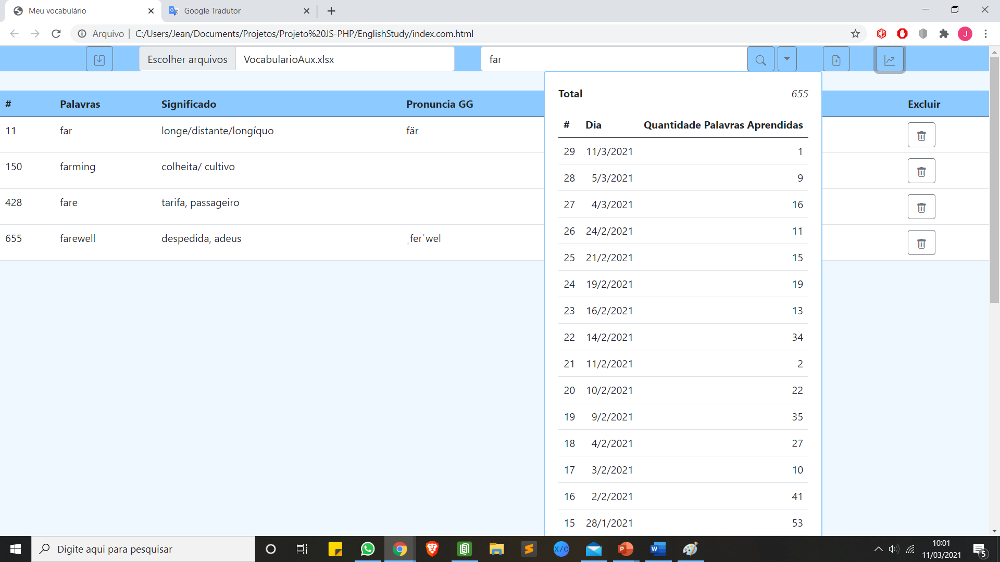 Meu vocabulário
Google Tradutor
Arquivo | C:/Users/Jean/Documents/Projetos/Projeto%20JS-PHP/EnglishStudy/index.com.html
J
Escolher arquivos VocabularioAux.xlsx far
Total 655
# Palavras Significado Pronuncia GG Excluir
11 far longe/distante/longíquo fär
150 farming colheita/ cultivo
428 fare tarifa, passageiro
655 farewell despedida, adeus ˌferˈwel
# Dia Quantidade Palavras Aprendidas
29 11/3/2021 1
28 5/3/2021 9
27 4/3/2021 16
26 24/2/2021 11
25 21/2/2021 15
24 19/2/2021 19
23 16/2/2021 13
22 14/2/2021 34
21 11/2/2021 2
20 10/2/2021 22
19 9/2/2021 35
18 4/2/2021 27
17 3/2/2021 10
16 2/2/2021 41
15 28/1/2021 53
Digite aqui para pesquisar
X/O
P
W
10:01
11/03/2021
5